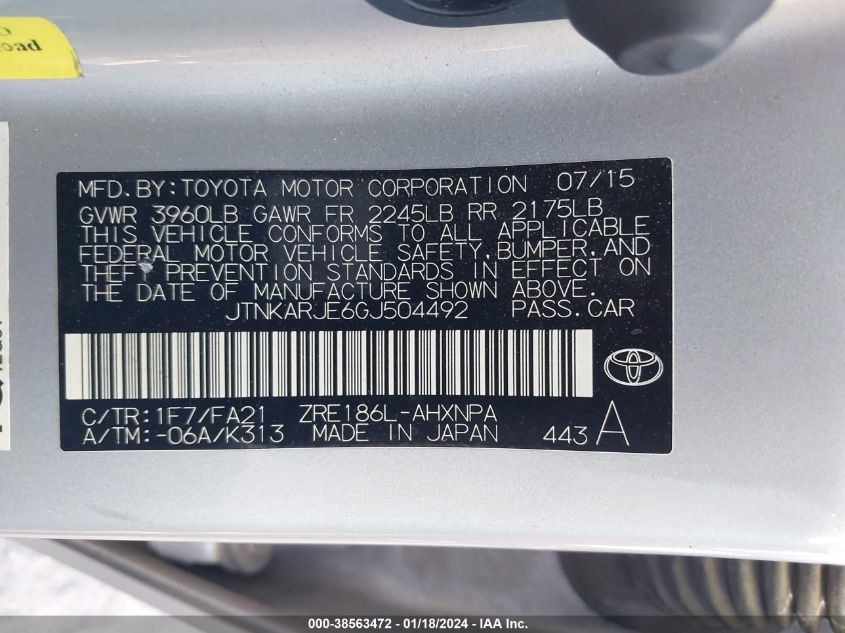 oad
MFD.BY:TOYOTA MOTOR CORPORATION 07/15
GVWR 3960LB GAWR FR 2245LB RR 2175LB
THIS VEHICLE CONFORMS TO ALL APPLICABLE
FEDERAL MOTOR VEHICLE SAFETY,BUMPER,AND
THEFT PREVENTION STANDARDS IN EFFECT ON
THE DATE OF MANUFACTURE SHOWN ABOVE.
JTNKARJE6GJ504492 PASS.CAR
C/TR:1F7/FA21 ZRE186L-AHXNPA
A/TM:-06A/K313 MADE IN JAPAN 443 A
000-38563472 / 01/18/2024 - IAA Inc.